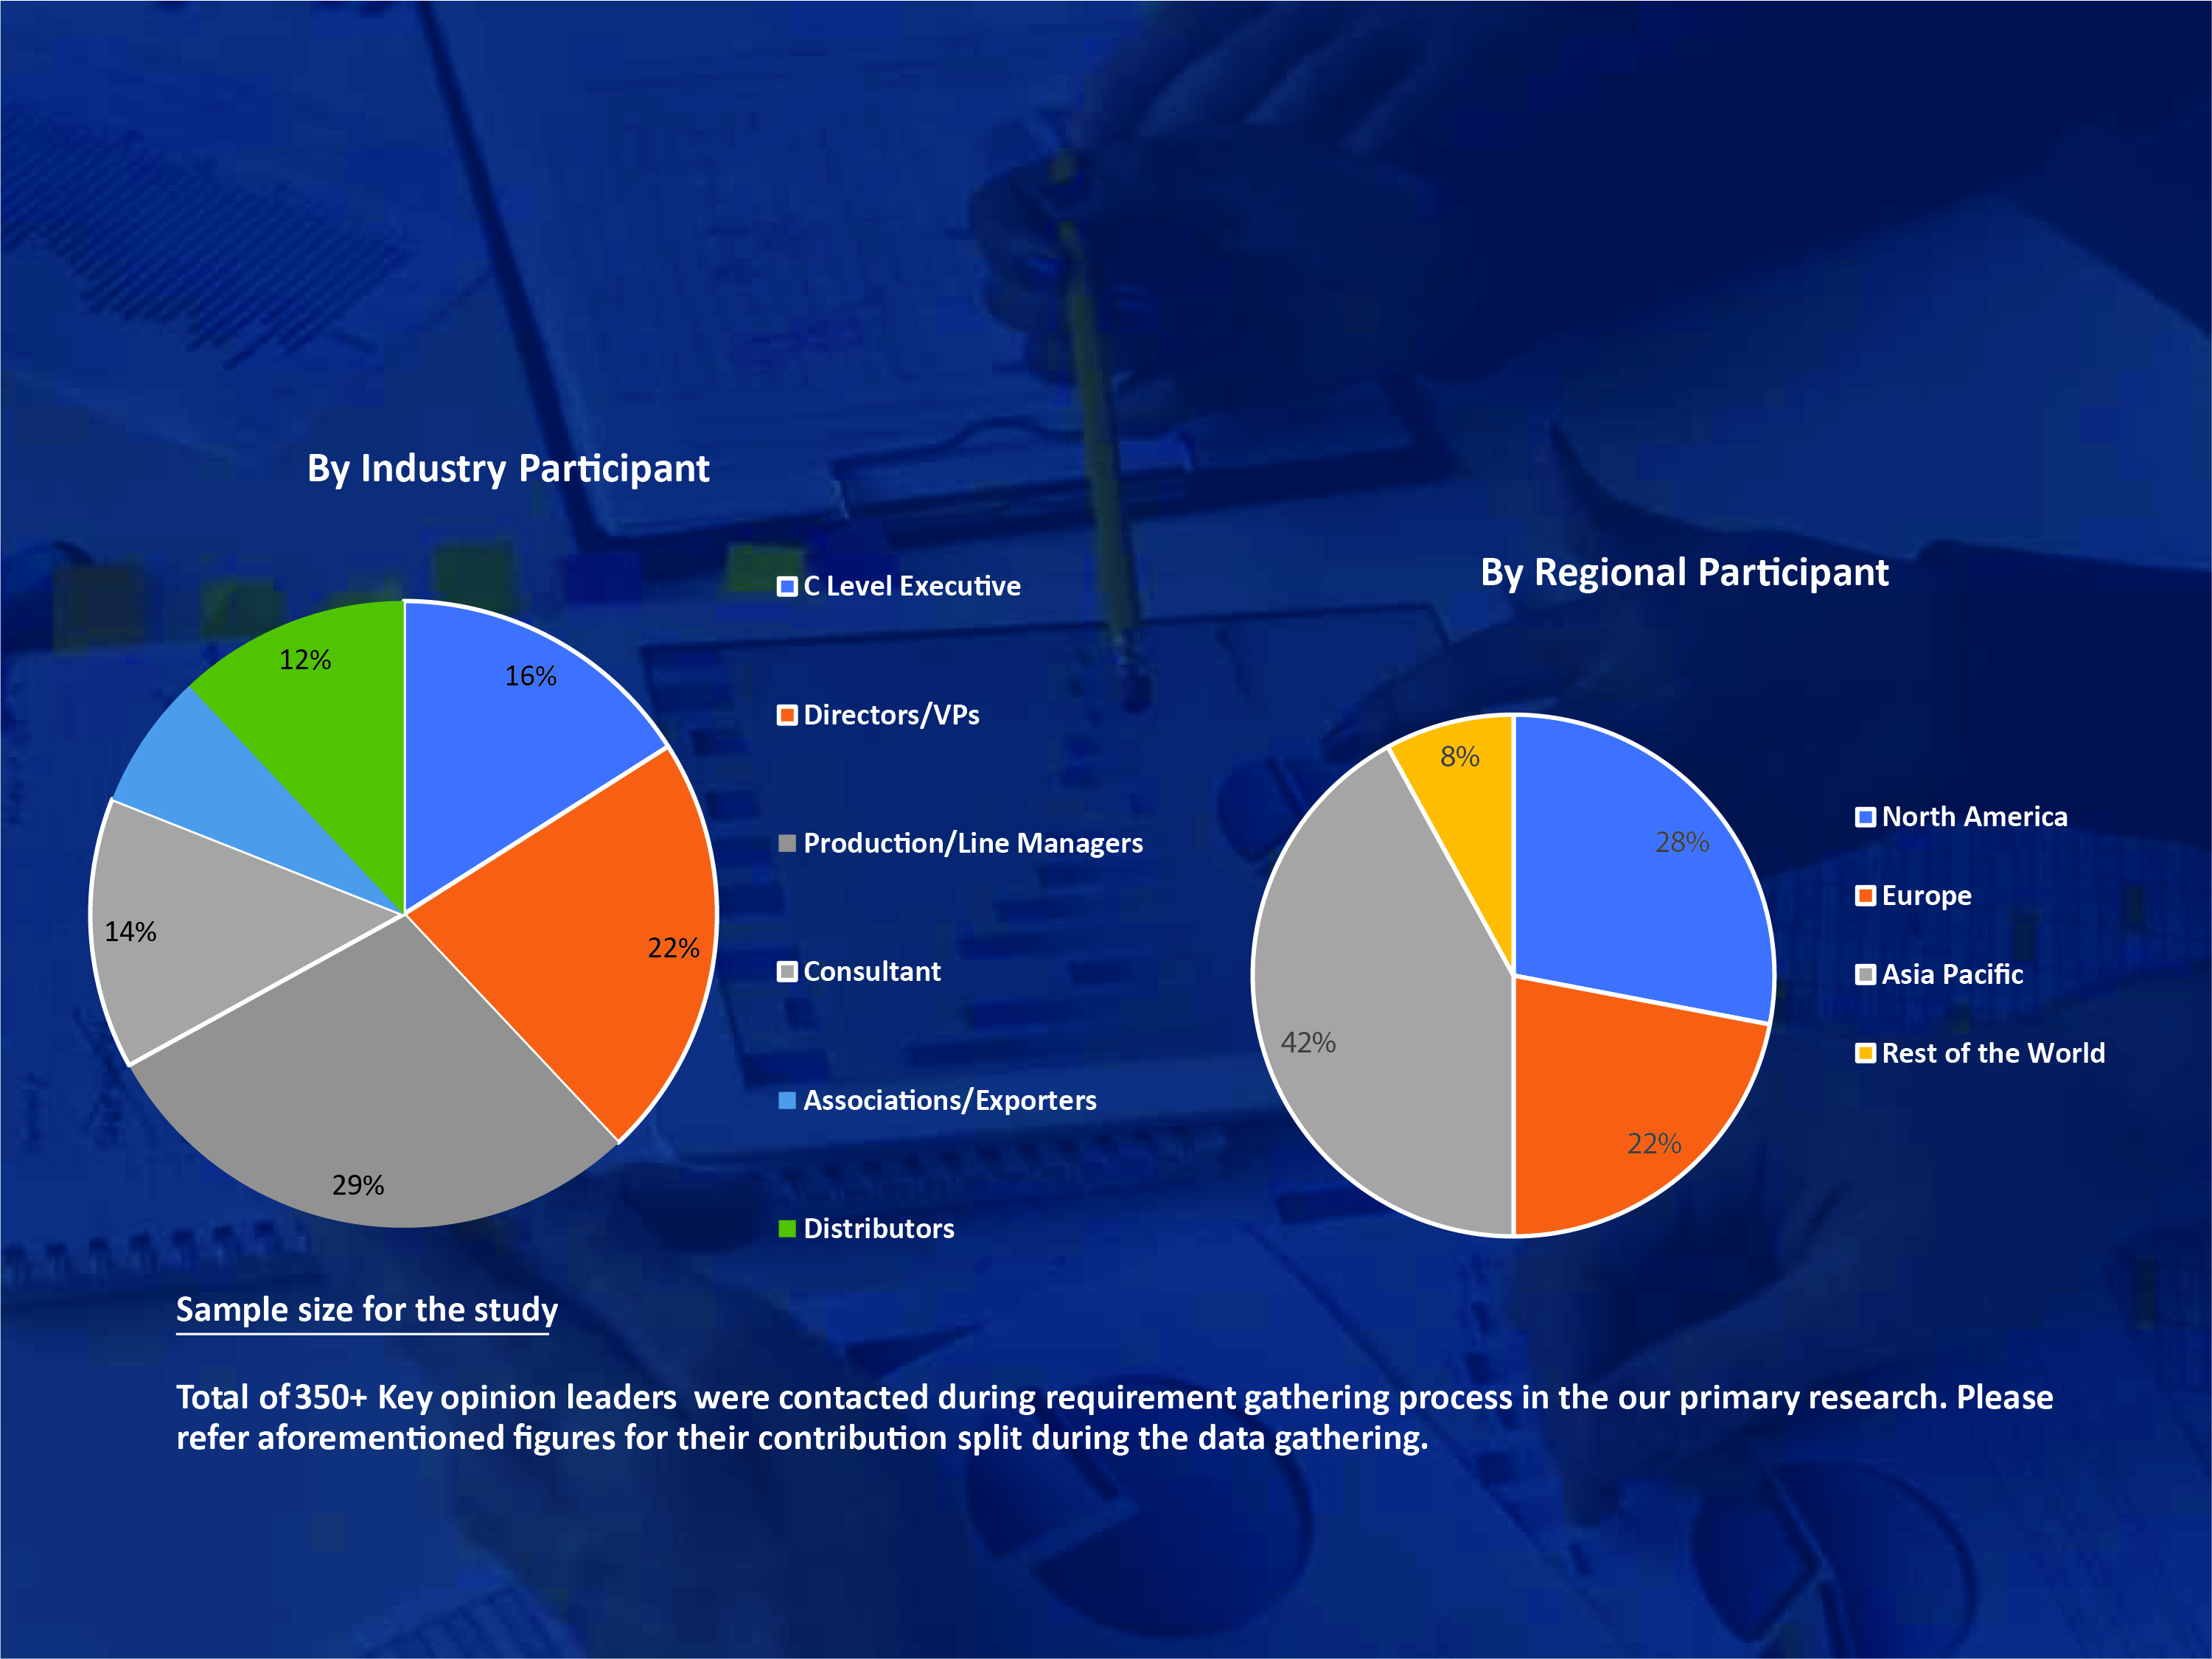 By Industry Participant
C Level Executive
Directors/VPs
Production/Line Managers
Consultant
Associations/Exporters
Distributors
12%
16%
22%
14%
29%
By Regional Participant
8%
28%
42%
22%
North America
Europe
Asia Pacific
Rest of the World
Sample size for the study
Total of 350+ Key opinion leaders were contacted during requirement gathering process in the our primary research. Please
refer aforementioned figures for their contribution split during the data gathering.